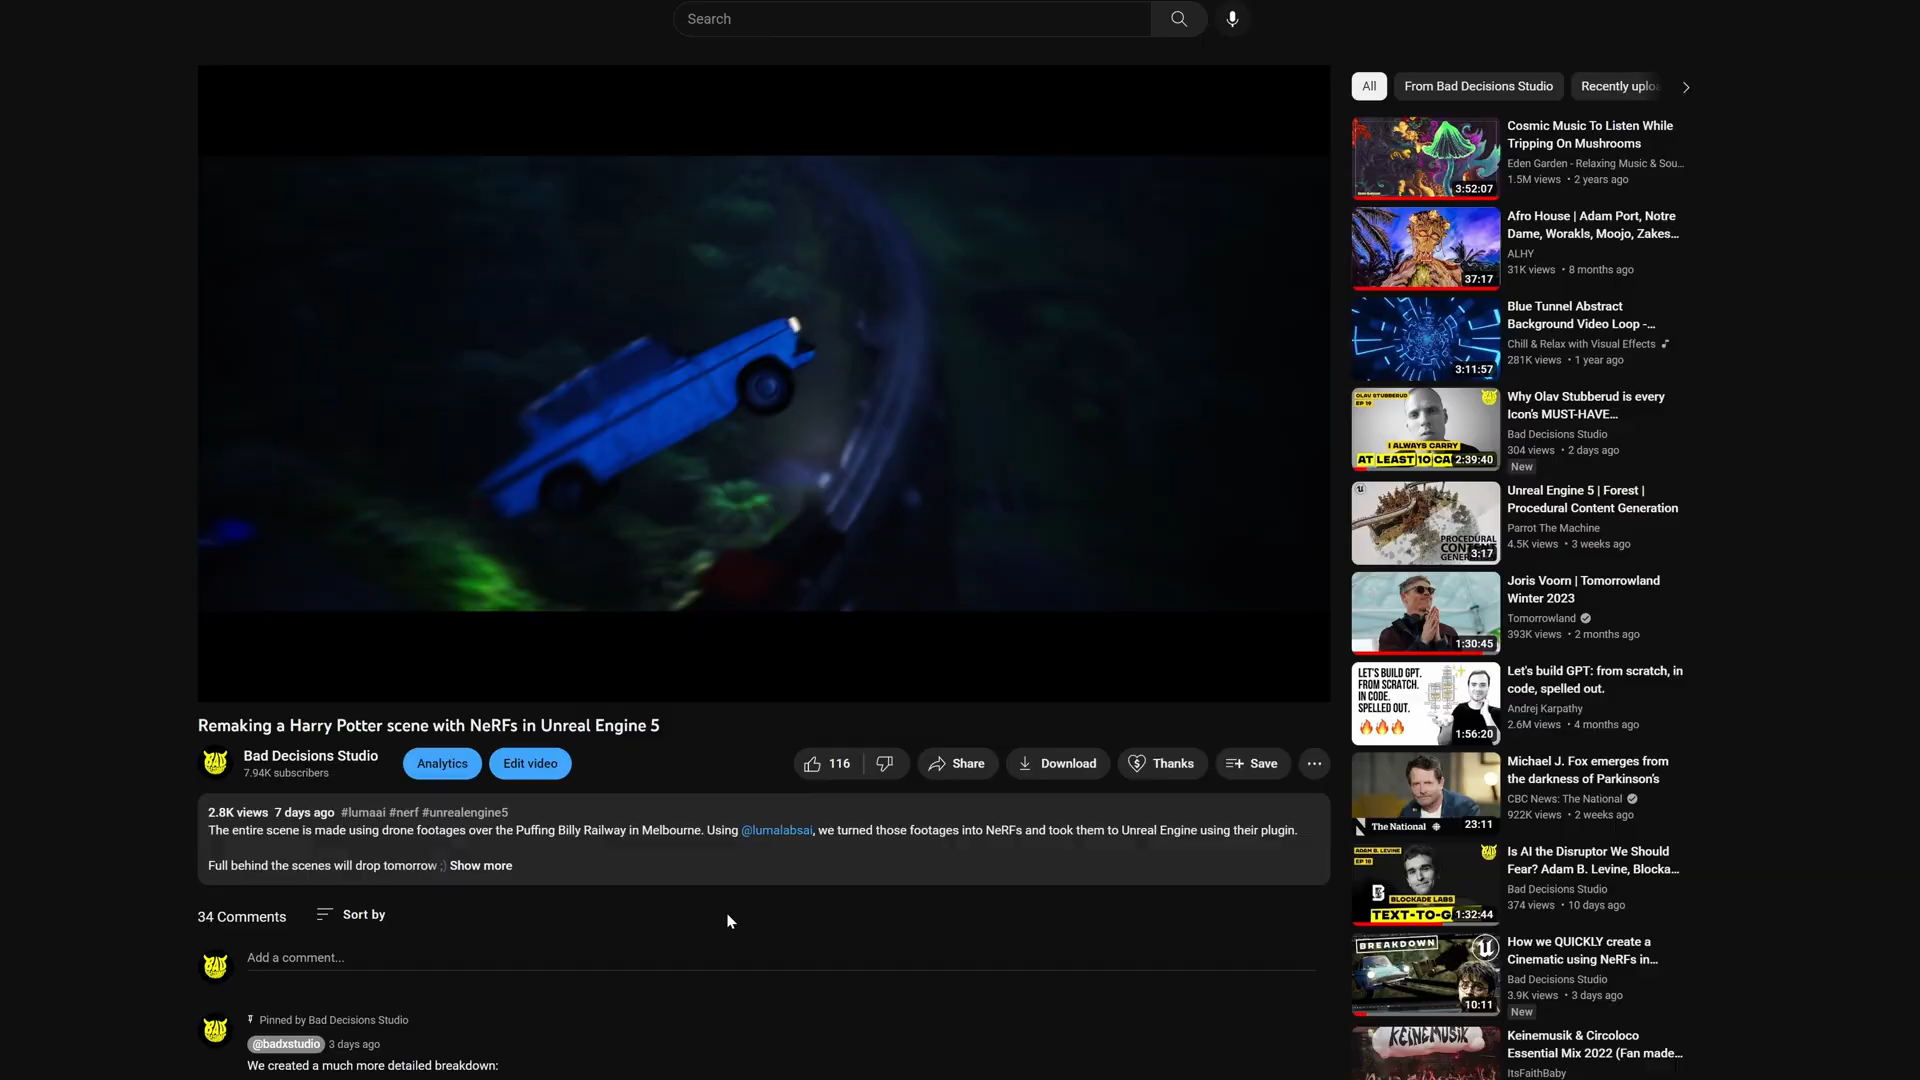 Search
All
From Bad Decisions Studio
Recently uplo
Cosmic Music To Listen While
Tripping On Mushrooms
Eden Garden - Relaxing Music & Sou...
1.5M views • 2 years ago
3:52:07
Afro House | Adam Port, Notre
Dame, Worakls, Moojo, Zakes...
ALHY
31K views • 8 months ago
37:17
Blue Tunnel Abstract
Background Video Loop -...
Chill & Relax with Visual Effects
281K views • 1 year ago
3:11:57
OLAV STUBBERUD
EP 19
I ALWAYS CARRY
AT LEAST 10 CA
2:39:40
Why Olav Stubberud is every
Icon's MUST-HAVE...
Bad Decisions Studio
304 views • 2 days ago
New
PROCEDURAL
CONTENT
GENER
3:17
Unreal Engine 5 | Forest |
Procedural Content Generation
Parrot The Machine
4.5K views • 3 weeks ago
Joris Voorn | Tomorrowland
Winter 2023
Tomorrowland
393K views • 2 months ago
1:30:45
LET'S BUILD GPT.
FROM SCRATCH.
IN CODE.
SPELLED OUT.
1:56:20
Let's build GPT: from scratch, in
code, spelled out.
Andrej Karpathy
2.6M views • 4 months ago
The National
23:11
Michael J. Fox emerges from
the darkness of Parkinson's
CBC News: The National
922K views • 2 weeks ago
ADAM B. LEVINE
EP 18
BLOCKADE LABS
TEXT-TO-G
1:32:44
Is AI the Disruptor We Should
Fear? Adam B. Levine, Blocka...
Bad Decisions Studio
374 views • 10 days ago
BREAKDOWN
10:11
How we QUICKLY create a
Cinematic using NeRFs in...
Bad Decisions Studio
3.9K views • 3 days ago
New
KEINEMUSIK
Keinemusik & Circoloco
Essential Mix 2022 (Fan made...
ItsFaithBaby
Remaking a Harry Potter scene with NeRFs in Unreal Engine 5
BAD
Bad Decisions Studio
7.94K subscribers
Analytics
Edit video
116
Share
Download
Thanks
Save
2.8K views 7 days ago #lumaai #nerf #unrealengine5
The entire scene is made using drone footages over the Puffing Billy Railway in Melbourne. Using @lumalabsai, we turned those footages into NeRFs and took them to Unreal Engine using their plugin.
Full behind the scenes will drop tomorrow ;) Show more
34 Comments
Sort by
BAD
Add a comment...
BAD
Pinned by Bad Decisions Studio
@badxstudio 3 days ago
We created a much more detailed breakdown: